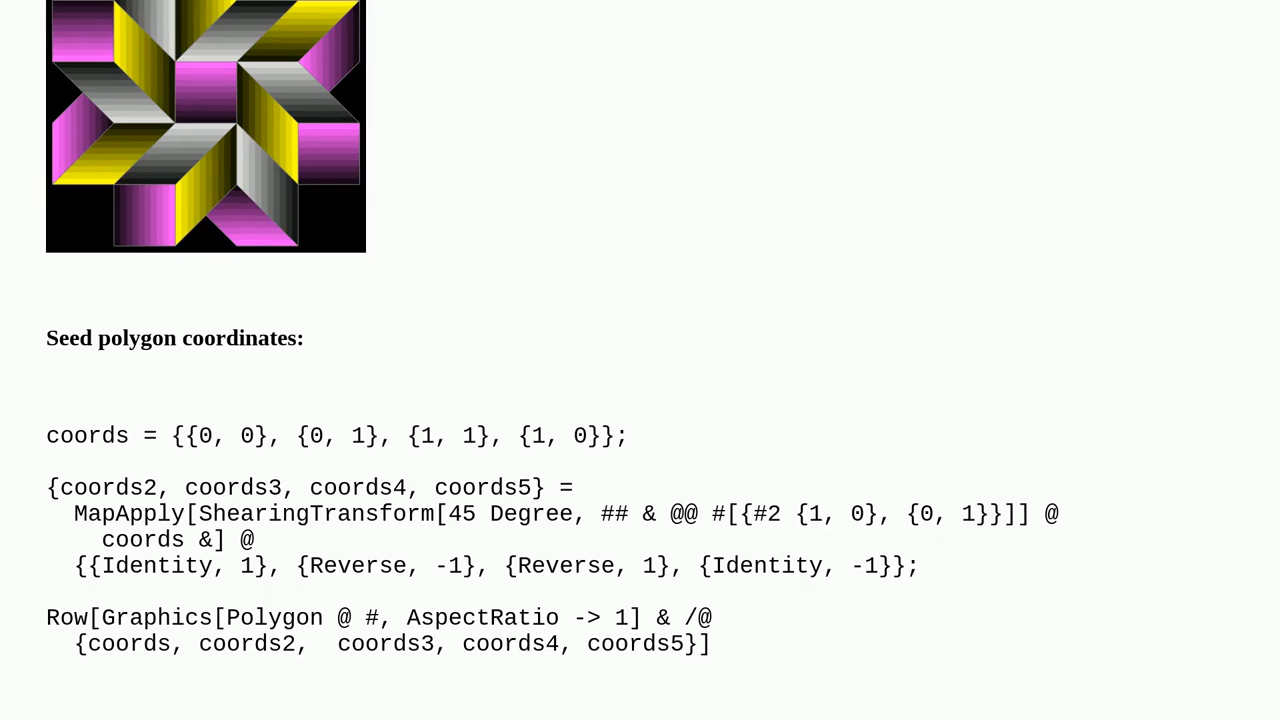 Seed polygon coordinates:
coords = {{0, 0}, {0, 1}, {1, 1}, {1, 0}};
{coords2, coords3, coords4, coords5} =
MapApply[ShearingTransform[45 Degree, ## & @@ #[{#2 {1, 0}, {0, 1}}]] @
coords &] @
{{Identity, 1}, {Reverse, -1}, {Reverse, 1}, {Identity, -1}};
Row[Graphics[Polygon @ #, AspectRatio -> 1] & /@
{coords, coords2,  coords3, coords4, coords5}]